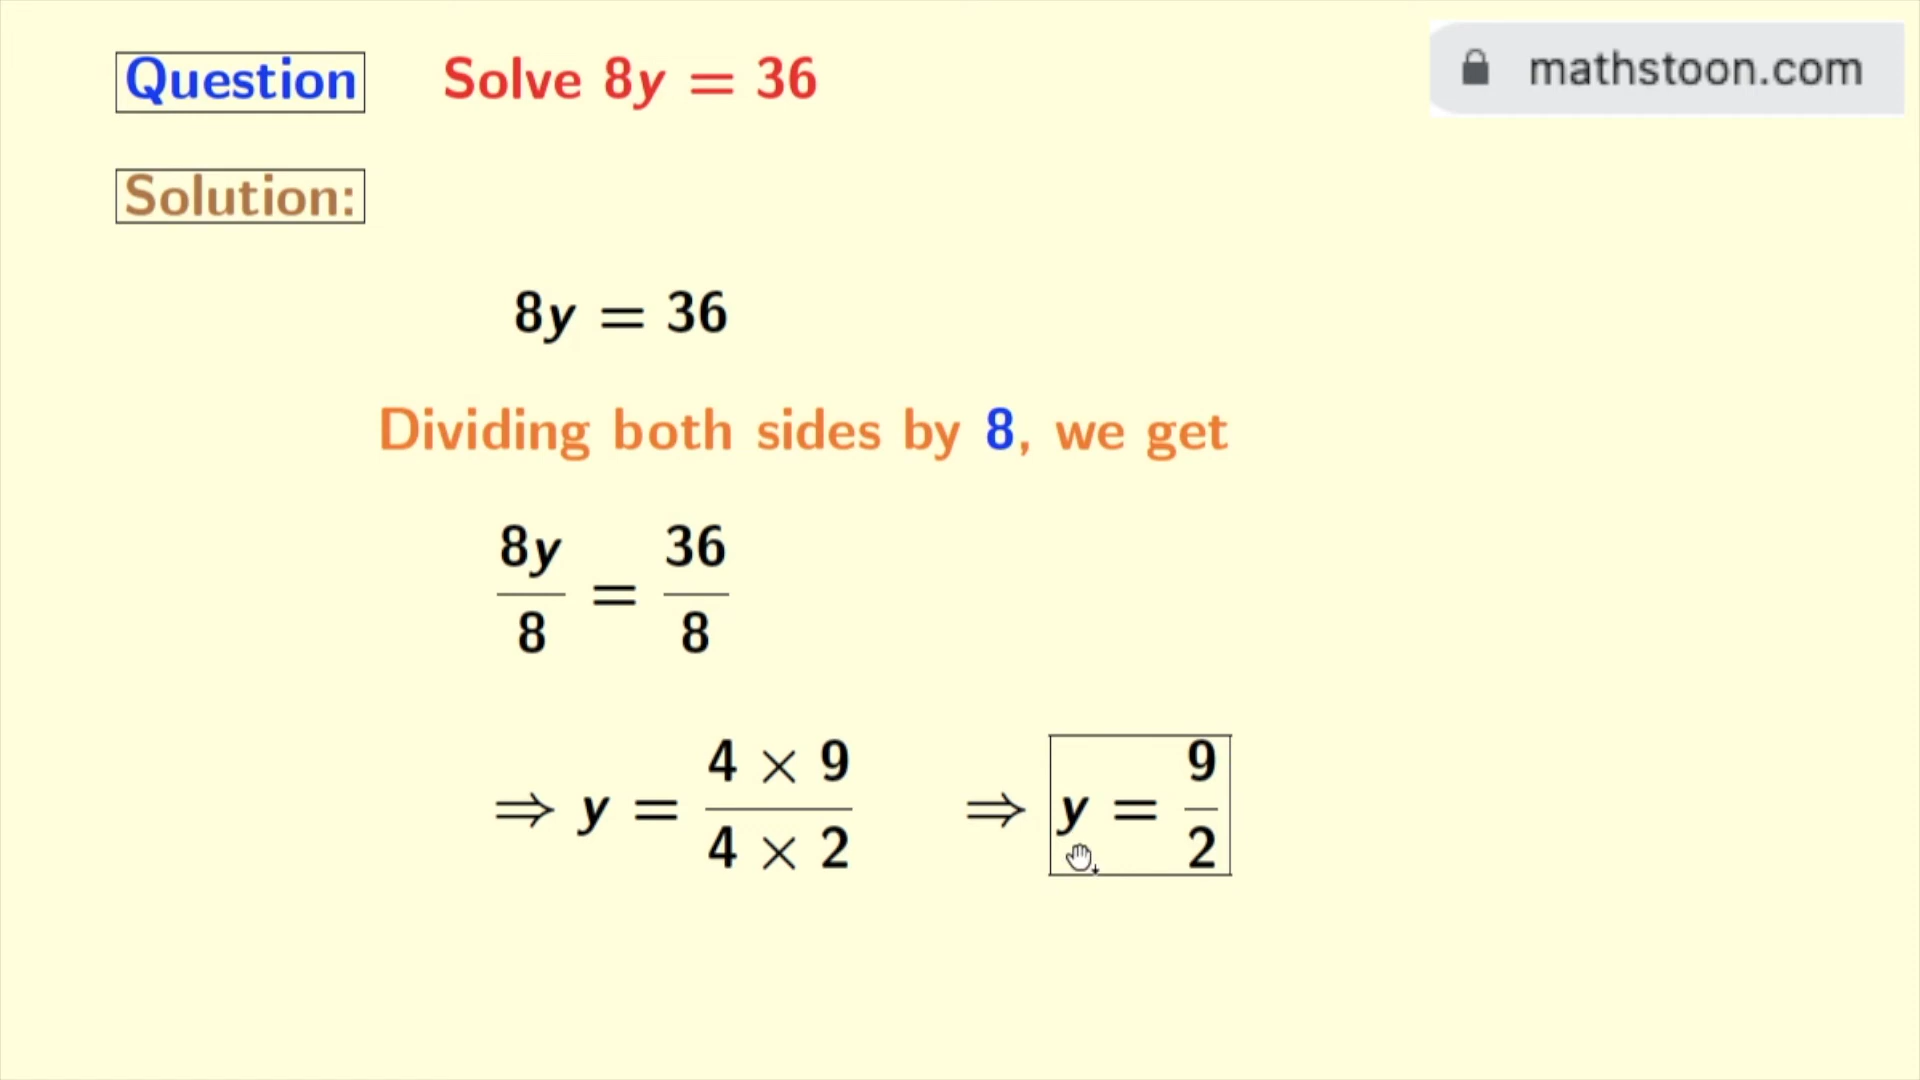 Question Solve 8y = 36
mathstoon.com
Solution:
8y = 36
Dividing both sides by 8, we get
8y/8 = 36/8
⇒ y = (4 × 9)/(4 × 2) ⇒ y = 9/2